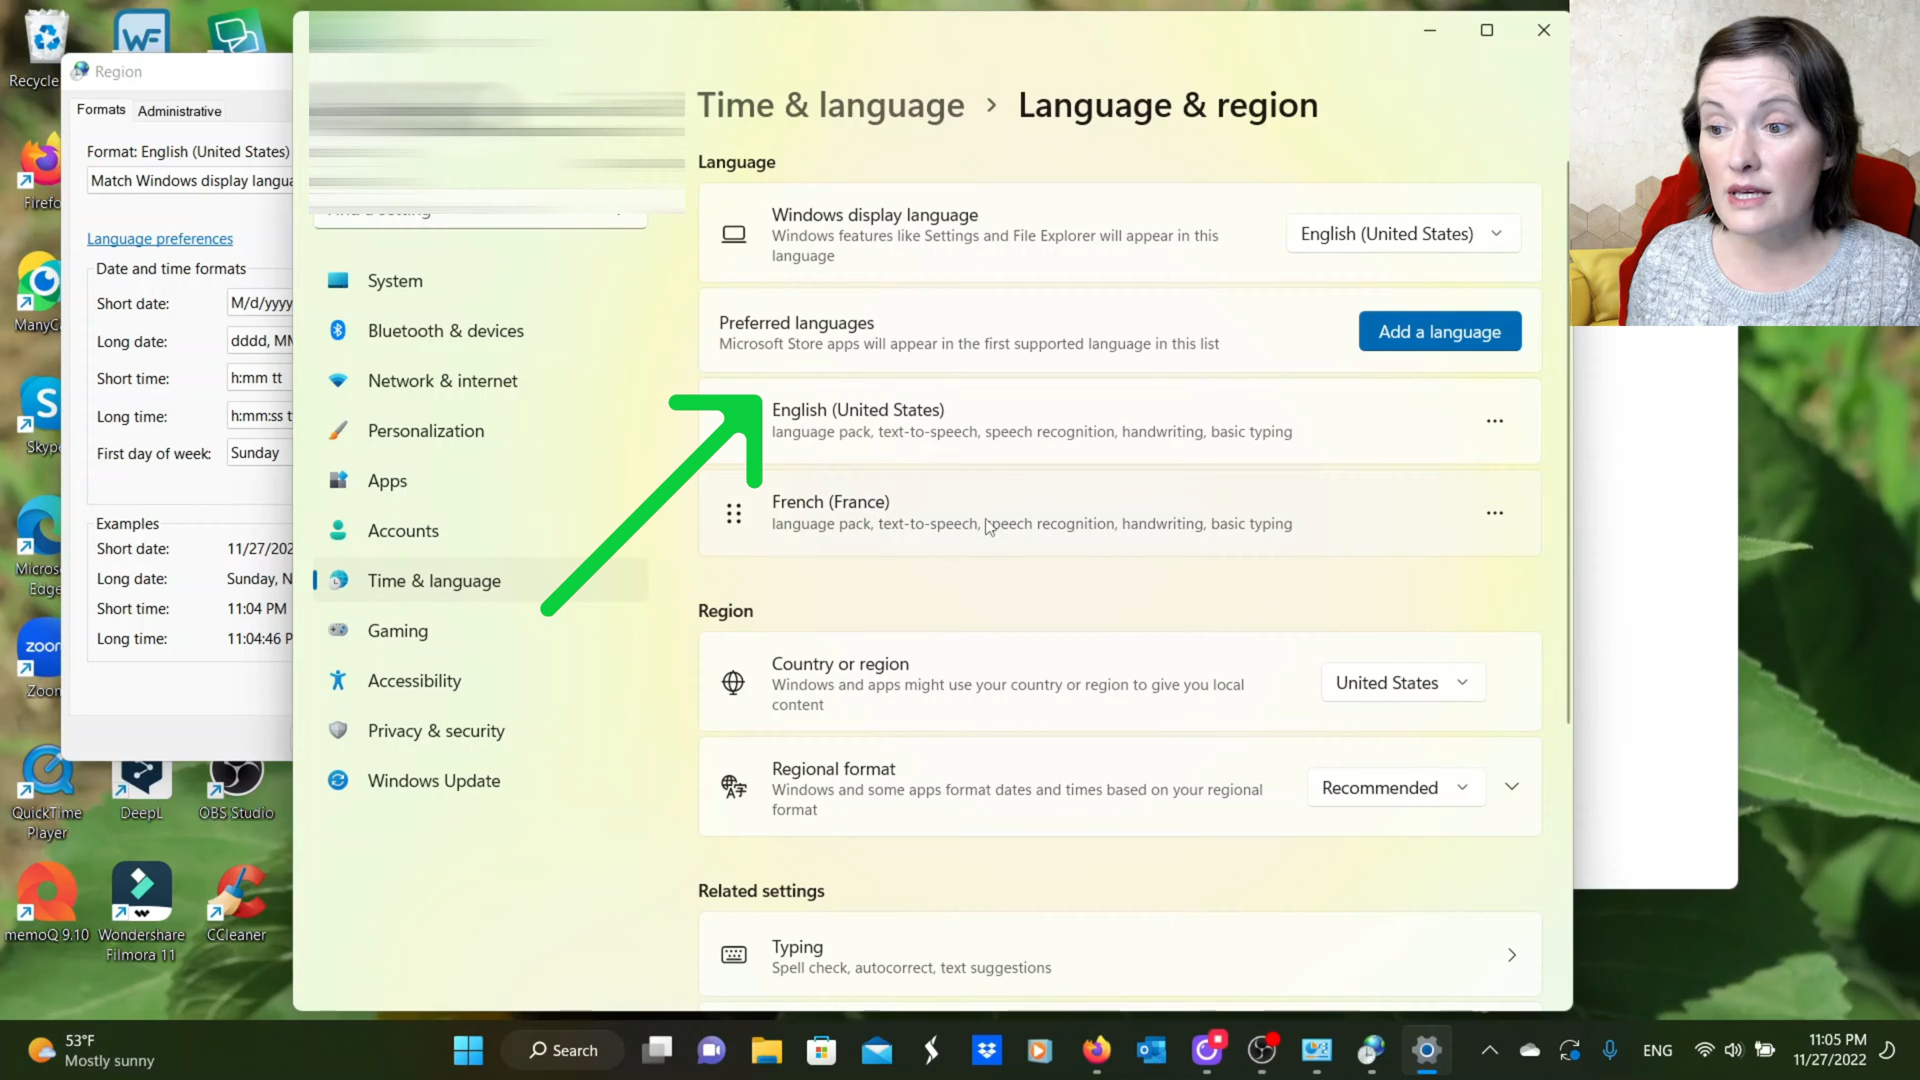 Recycle
WF
Region
Formats
Administrative
Format: English (United States)
Match Windows display langua
Language preferences
Date and time formats
Short date:
M/d/yyyy
Long date:
dddd, MM
Short time:
h:mm tt
Long time:
h:mm:ss t
First day of week:
Sunday
Examples
Short date:
11/27/202
Long date:
Sunday, N
Short time:
11:04 PM
Long time:
11:04:46 P
Firefo
ManyC
Skype
Micros
Edge
zoom
Zoom
QuickTime
Player
DeepL
OBS Studio
memoQ 9.10
Wondershare
Filmora 11
CCleaner
System
Bluetooth & devices
Network & internet
Personalization
Apps
Accounts
Time & language
Gaming
Accessibility
Privacy & security
Windows Update
Time & language > Language & region
Language
Windows display language
Windows features like Settings and File Explorer will appear in this
language
English (United States)
Preferred languages
Microsoft Store apps will appear in the first supported language in this list
Add a language
English (United States)
language pack, text-to-speech, speech recognition, handwriting, basic typing
French (France)
language pack, text-to-speech, speech recognition, handwriting, basic typing
Region
Country or region
Windows and apps might use your country or region to give you local
content
United States
Regional format
Windows and some apps format dates and times based on your regional
format
Recommended
Related settings
Typing
Spell check, autocorrect, text suggestions
53°F
Mostly sunny
Search
ENG
11:05 PM
11/27/2022